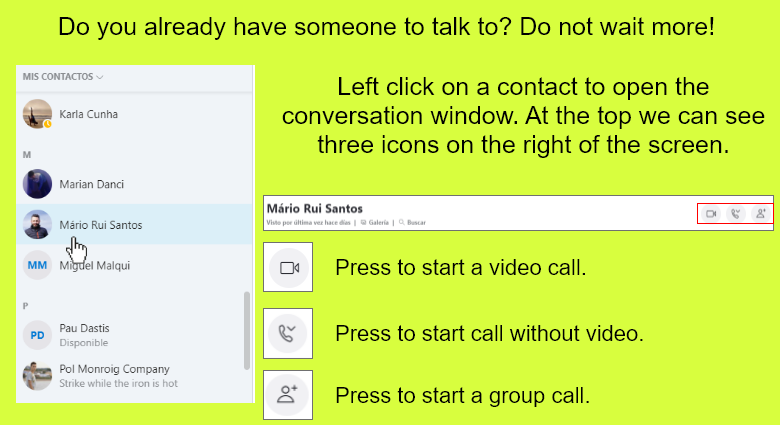 Do you already have someone to talk to? Do not wait more!
MIS CONTACTOS
Karla Cunha
M
Marian Danci
Mário Rui Santos
MM Miguel Malqui
P
PD Pau Dastis
Disponible
Pol Monroig Company
Strike while the iron is hot
Left click on a contact to open the
conversation window. At the top we can see
three icons on the right of the screen.
Mário Rui Santos
Visto por última vez hace días | Galería | Buscar
Press to start a video call.
Press to start call without video.
Press to start a group call.